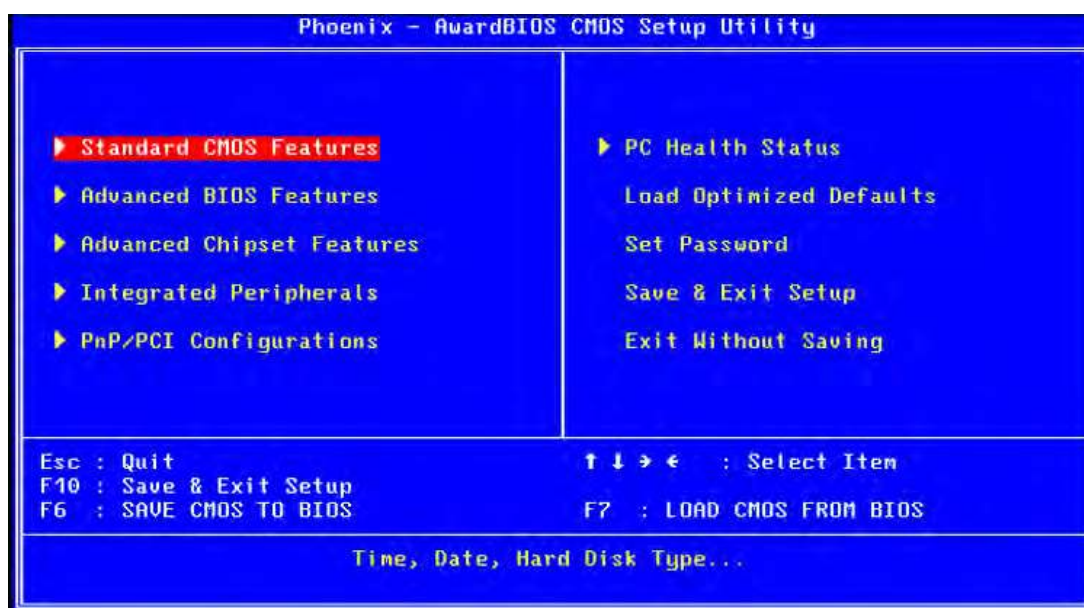 Phoenix - AwardBIOS CMOS Setup Utility
Standard CMOS Features
Advanced BIOS Features
Advanced Chipset Features
Integrated Peripherals
PnP/PCI Configurations
PC Health Status
Load Optimized Defaults
Set Password
Save & Exit Setup
Exit Without Saving
Esc : Quit
F10 : Save & Exit Setup
F6 : SAVE CMOS TO BIOS
↑ ↓ → ← : Select Item
F7 : LOAD CMOS FROM BIOS
Time, Date, Hard Disk Type...